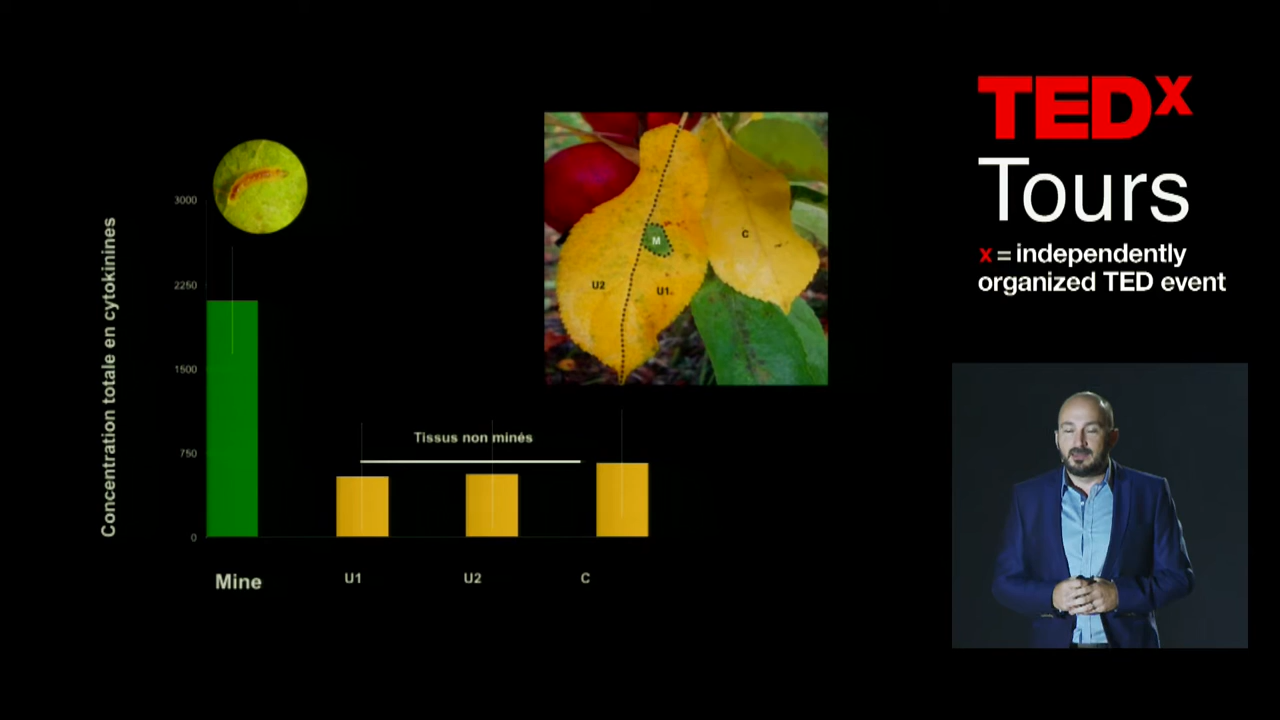 Concentration totale en cytokinines
3000
2250
1500
750
0
Tissus non minés
Mine
U1
U2
C
M
C
U2
U1
TEDx
Tours
x = independently
organized TED event